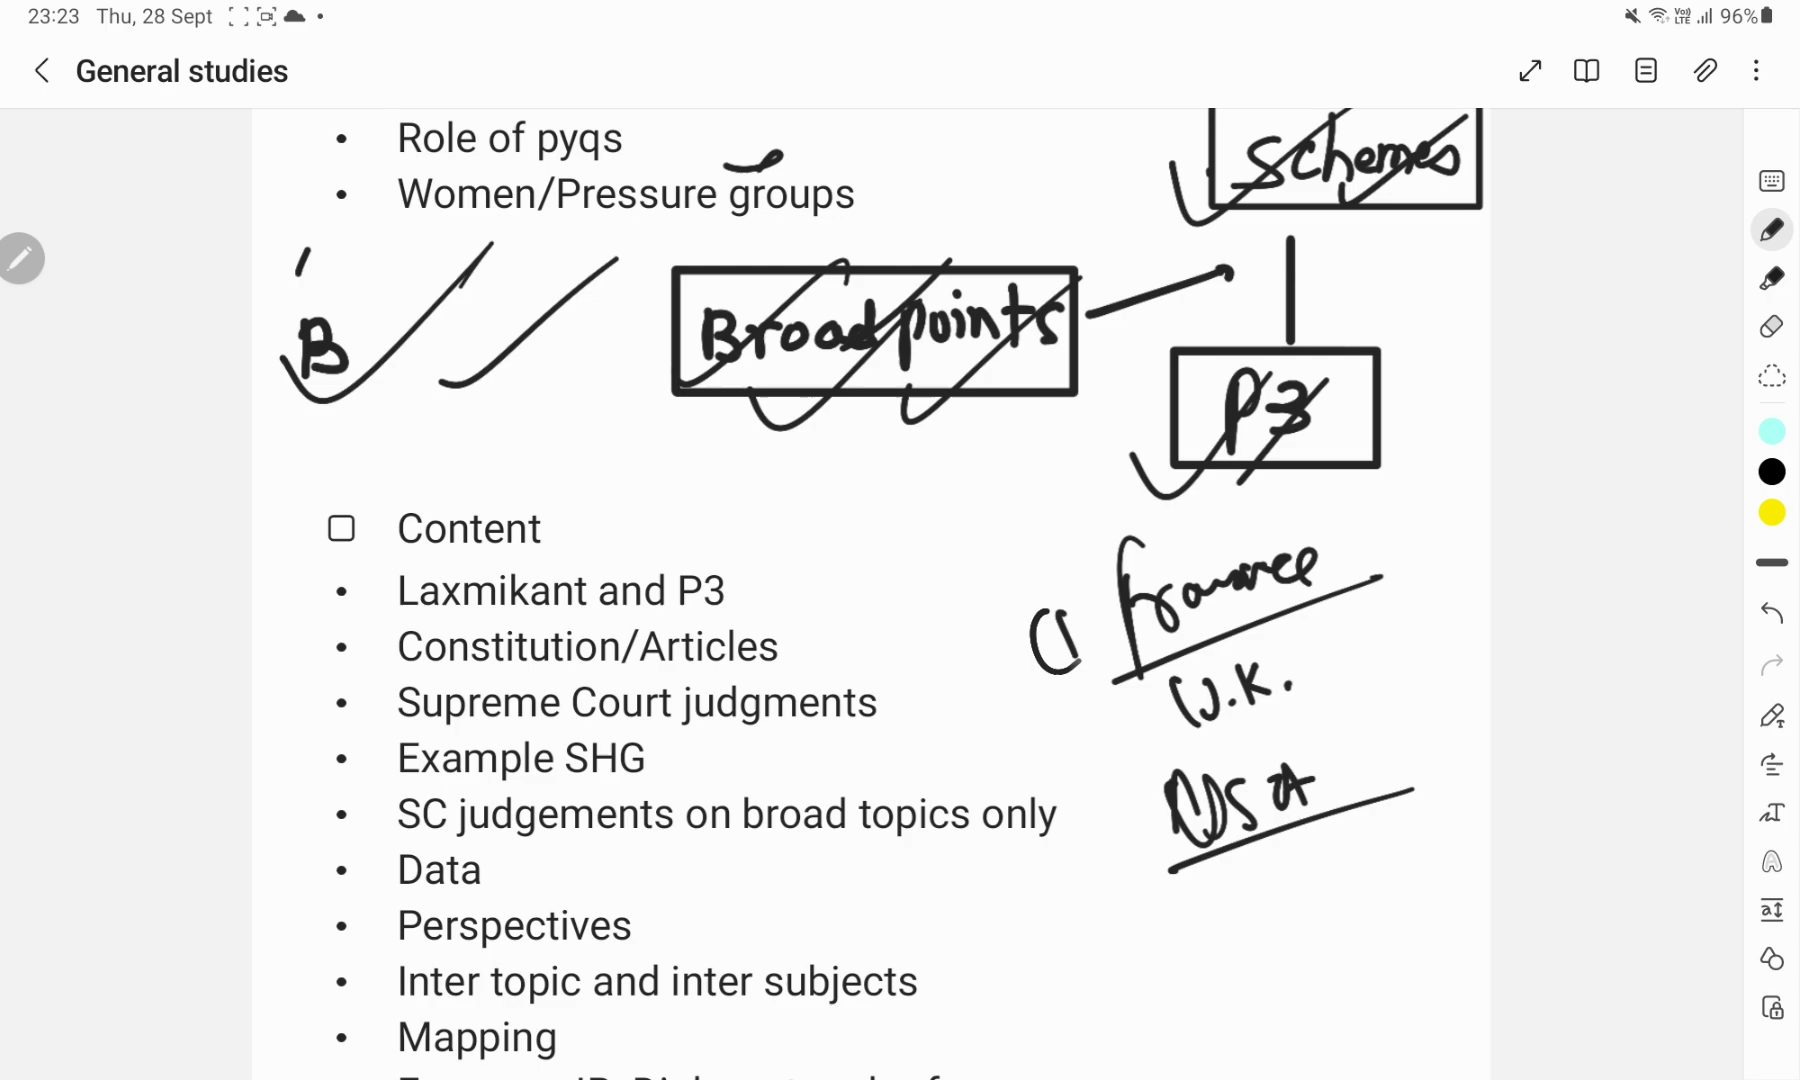 23:23 Thu, 28 Sept
Vo)) LTE 96%
General studies
• Role of pyqs
• Women/Pressure groups
Schemes
B
Broad points
P3
☐ Content
• Laxmikant and P3
• Constitution/Articles
• Supreme Court judgments
• Example SHG
• SC judgements on broad topics only
• Data
• Perspectives
• Inter topic and inter subjects
• Mapping
U.K.
USA